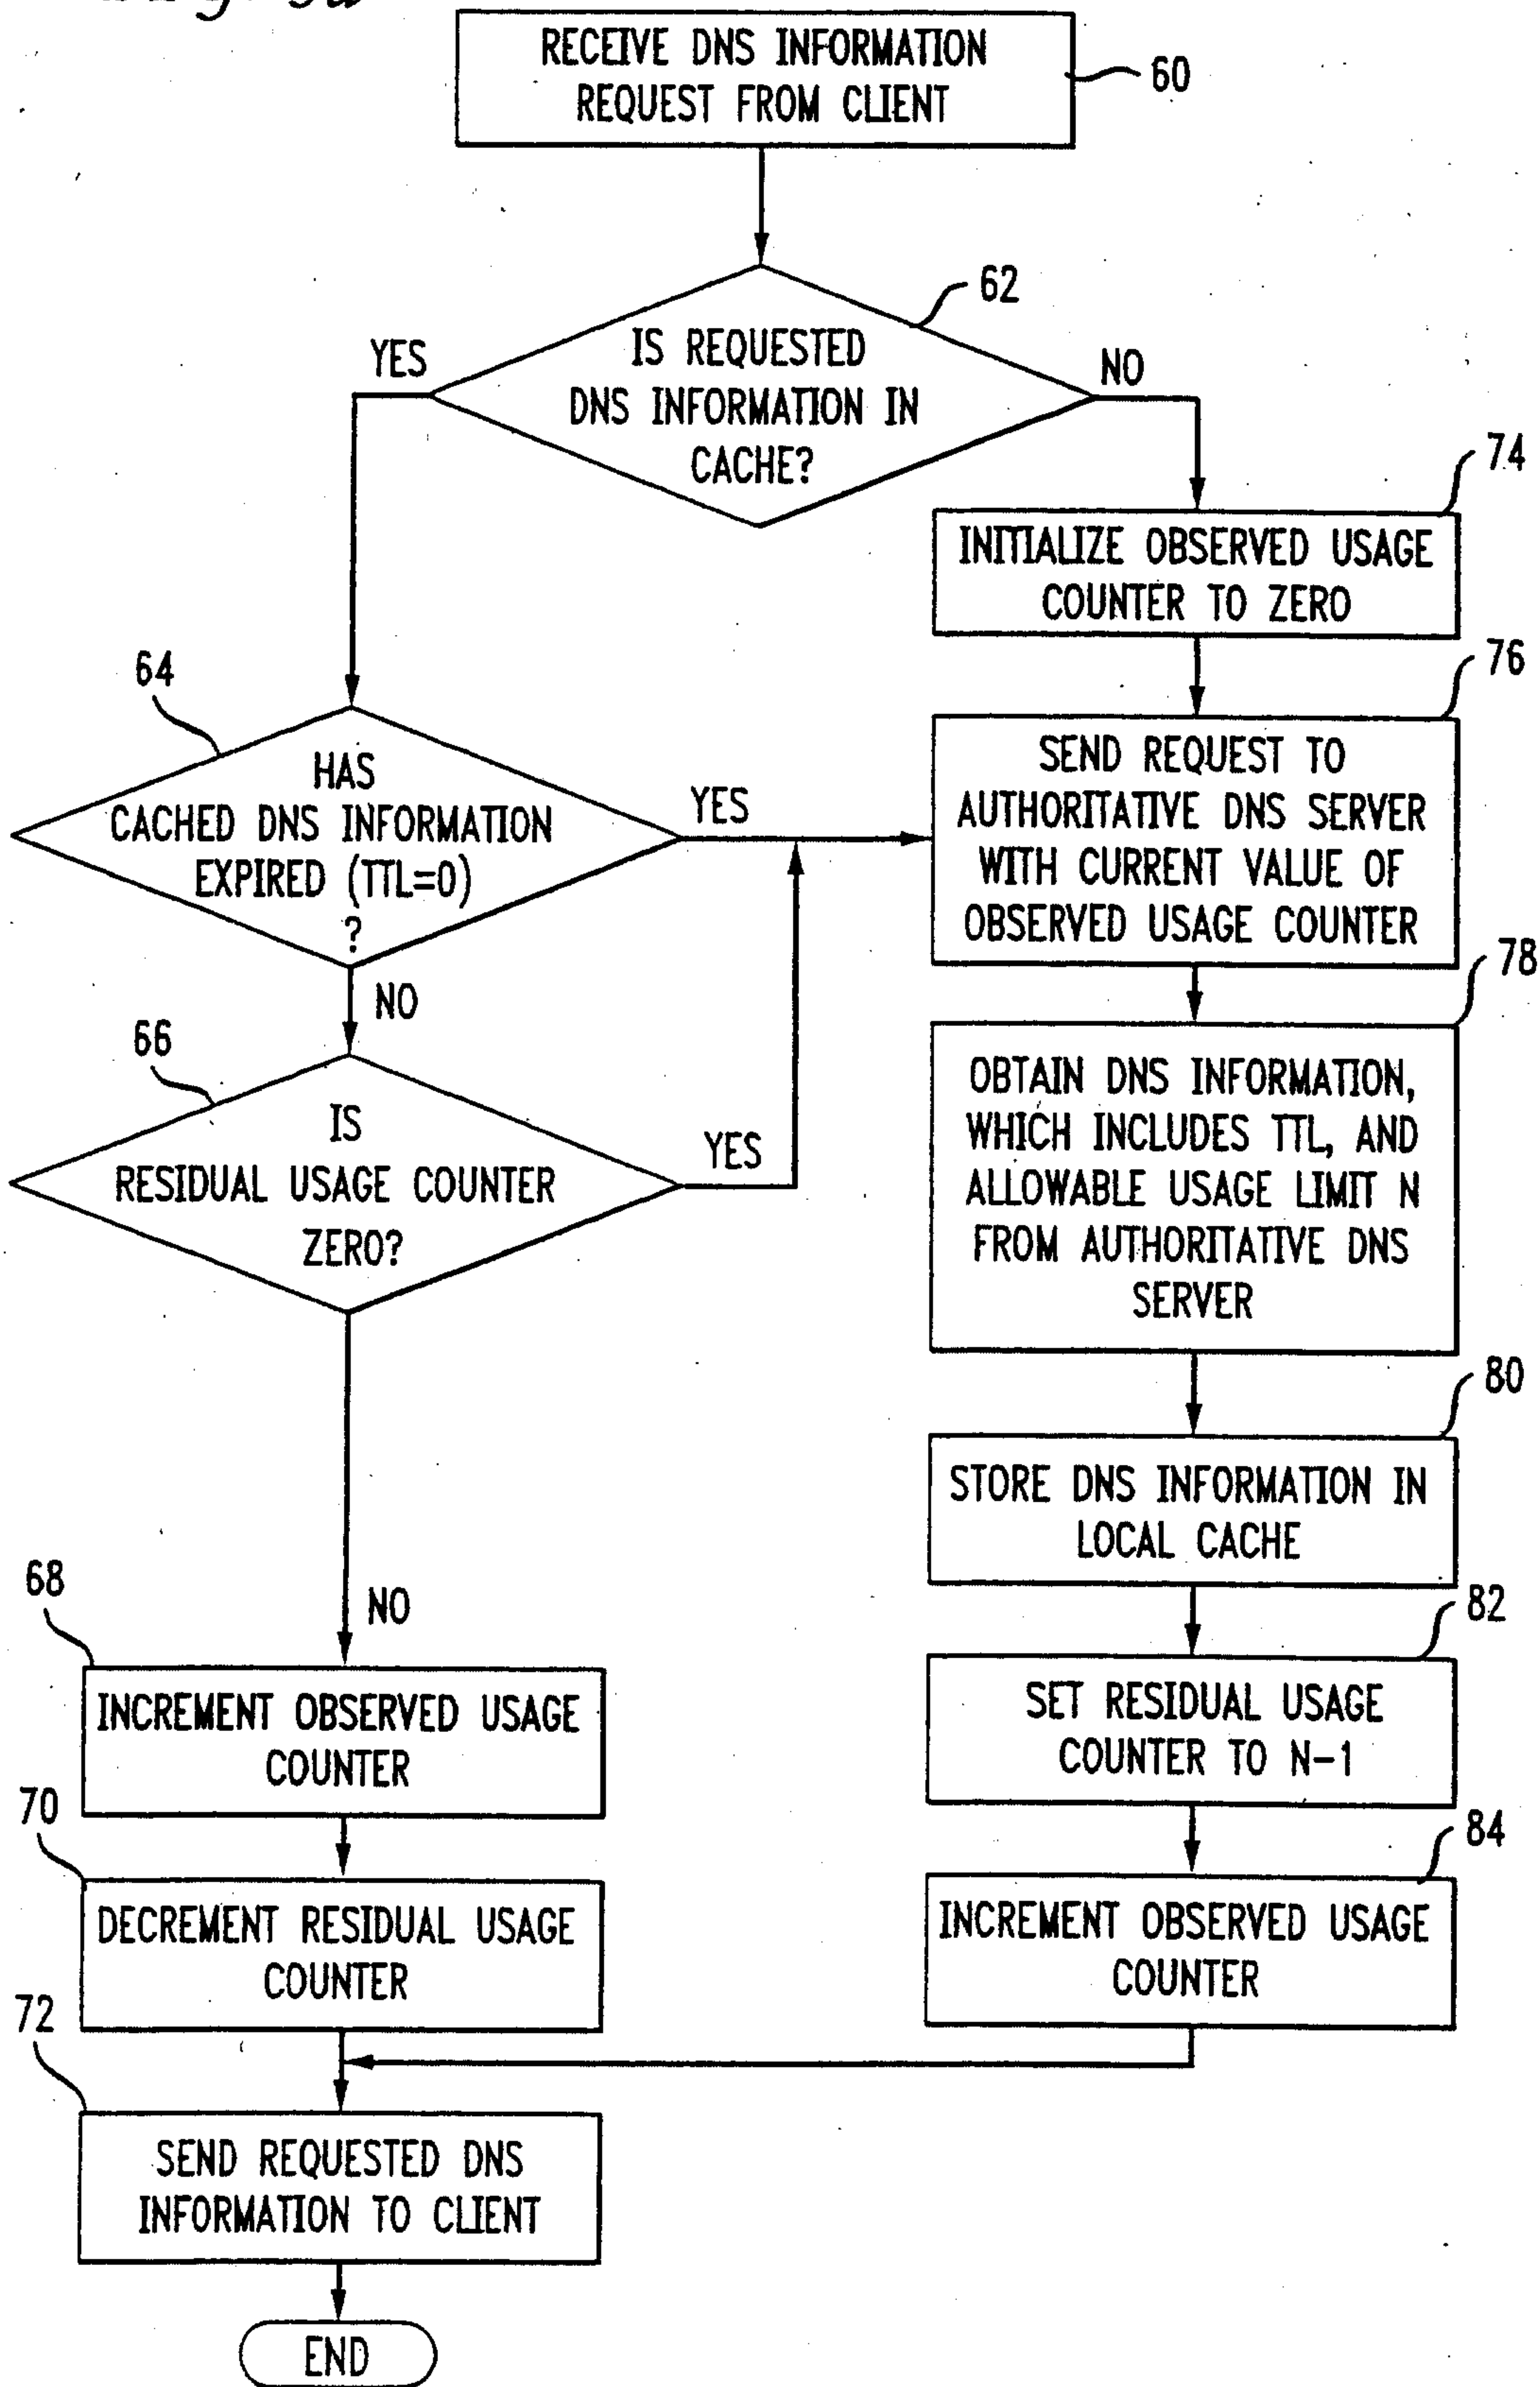 RECEIVE DNS INFORMATION
REQUEST FROM CLIENT
60
62
IS REQUESTED
DNS INFORMATION IN
CACHE?
YES
NO
74
INITIALIZE OBSERVED USAGE
COUNTER TO ZERO
64
HAS
CACHED DNS INFORMATION
EXPIRED (TTL=0)
?
YES
NO
76
SEND REQUEST TO
AUTHORITATIVE DNS SERVER
WITH CURRENT VALUE OF
OBSERVED USAGE COUNTER
66
IS
RESIDUAL USAGE COUNTER
ZERO?
YES
NO
78
OBTAIN DNS INFORMATION,
WHICH INCLUDES TTL, AND
ALLOWABLE USAGE LIMIT N
FROM AUTHORITATIVE DNS
SERVER
80
STORE DNS INFORMATION IN
LOCAL CACHE
68
INCREMENT OBSERVED USAGE
COUNTER
82
SET RESIDUAL USAGE
COUNTER TO N-1
70
DECREMENT RESIDUAL USAGE
COUNTER
84
INCREMENT OBSERVED USAGE
COUNTER
72
SEND REQUESTED DNS
INFORMATION TO CLIENT
END